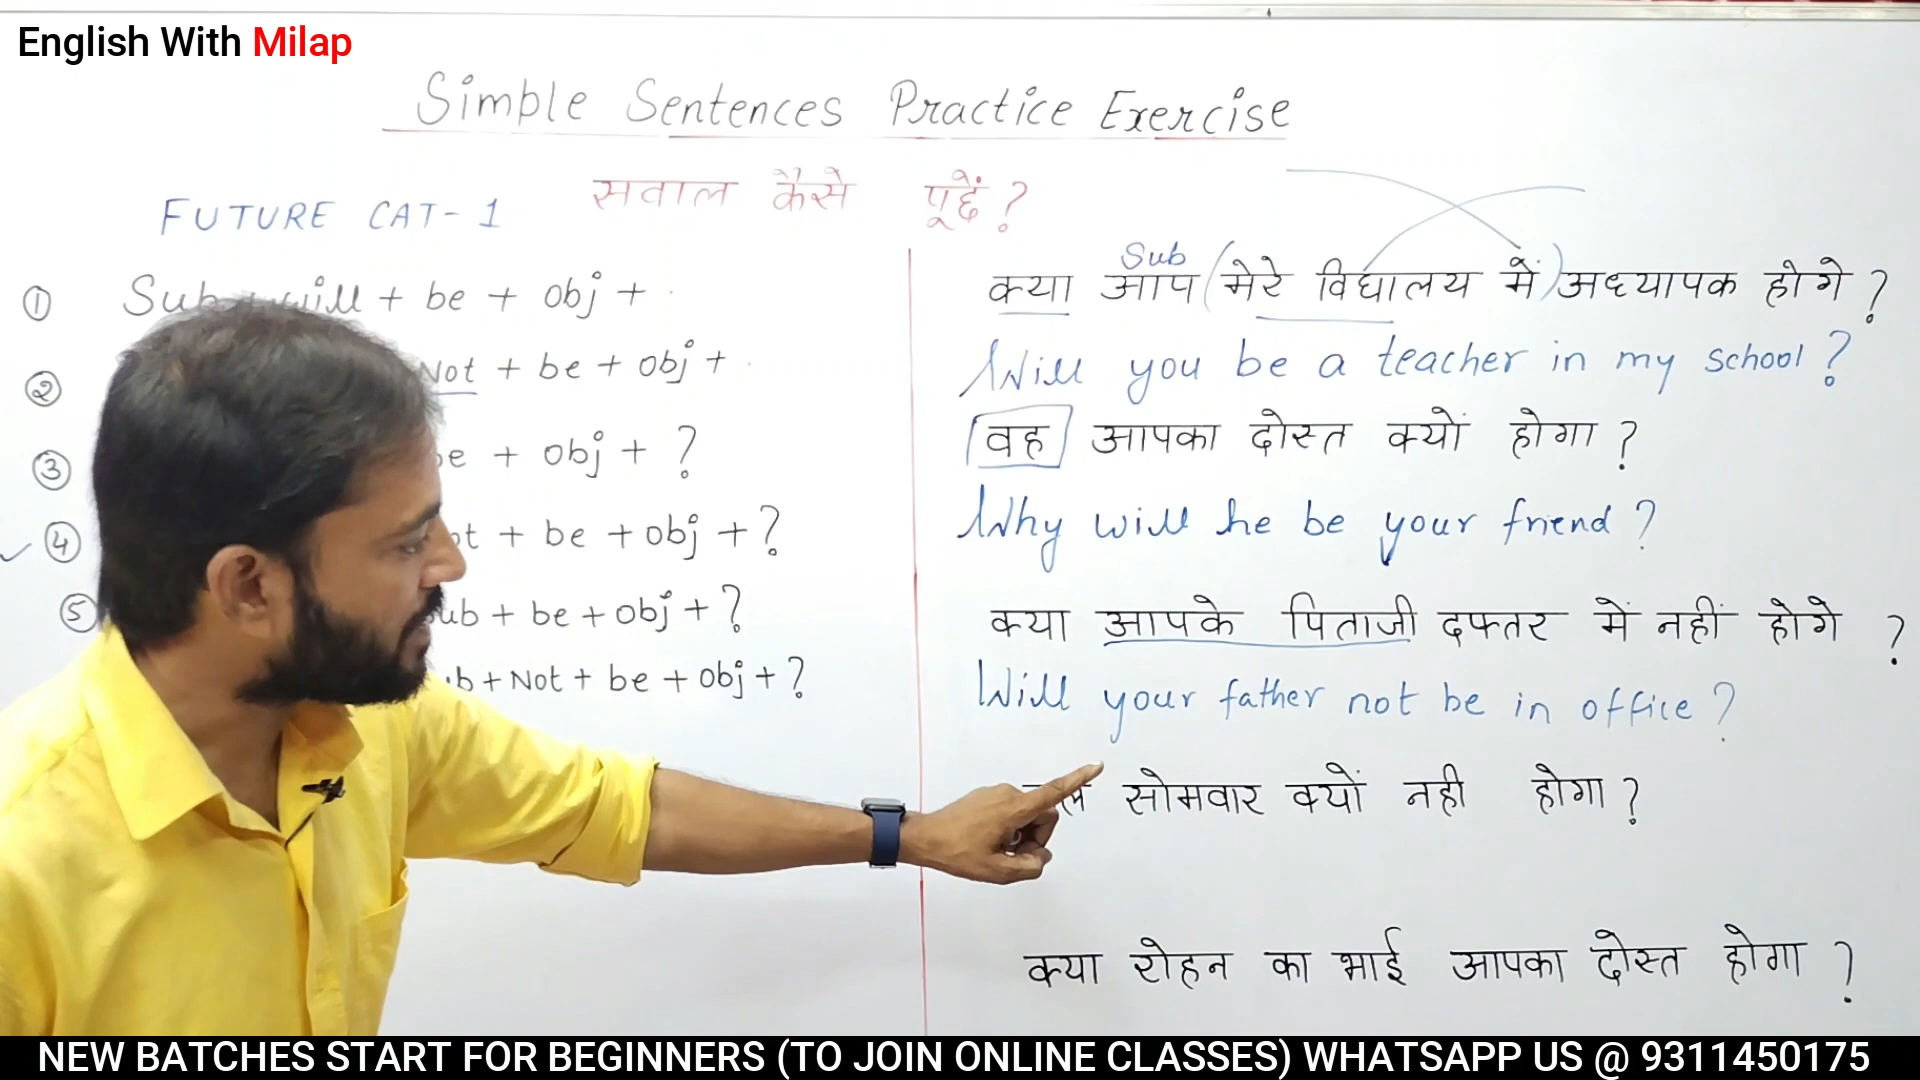 English With Milap
Simble Sentences Practice Exercise
सवाल कैसे पूछें ?
FUTURE CAT-1
① Sub + will + be + obj +
② Not + be + obj +
③ be + obj + ?
④ + be + obj + ?
⑤ + be + obj + ?
+ Not + be + obj + ?
Sub
क्या आप (मेरे विद्यालय में) अध्यापक होगे ?
Will you be a teacher in my school ?
वह आपका दोस्त क्यों होगा ?
Why will he be your friend ?
क्या आपके पिताजी दफ्तर में नहीं होगे ?
Will your father not be in office ?
सोमवार क्यों नही होगा ?
क्या रोहन का भाई आपका दोस्त होगा ?
NEW BATCHES START FOR BEGINNERS (TO JOIN ONLINE CLASSES) WHATSAPP US @ 9311450175